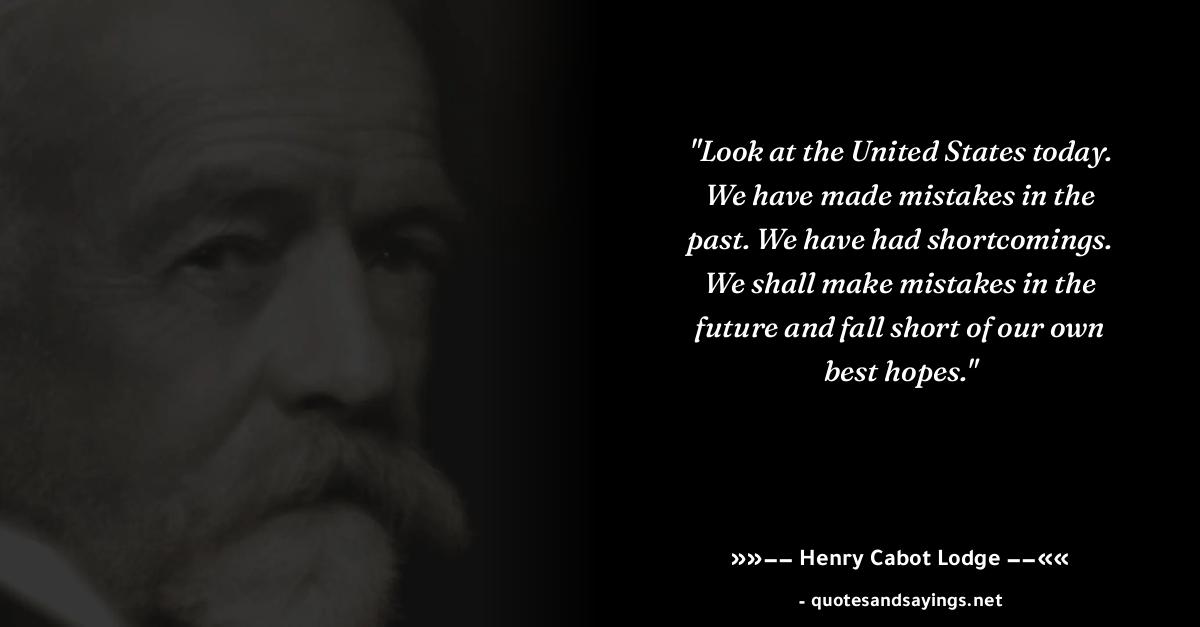 "Look at the United States today.
We have made mistakes in the
past. We have had shortcomings.
We shall make mistakes in the
future and fall short of our own
best hopes."
»»–– Henry Cabot Lodge ––««
- quotesandsayings.net